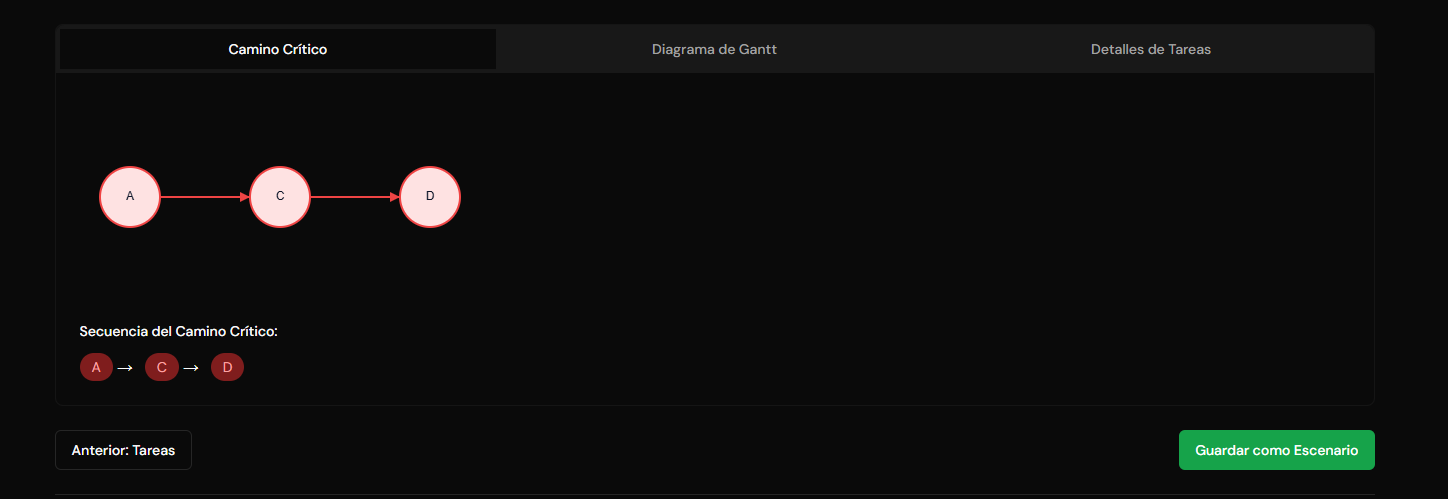 Camino Crítico Diagrama de Gantt Detalles de Tareas
A C D
Secuencia del Camino Crítico:
A → C → D
Anterior: Tareas Guardar como Escenario